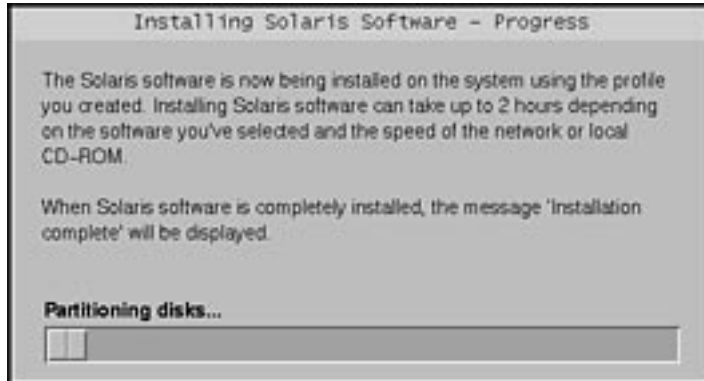 Installing Solaris Software - Progress
The Solaris software is now being installed on the system using the profile
you created. Installing Solaris software can take up to 2 hours depending
on the software you've selected and the speed of the network or local
CD-ROM.
When Solaris software is completely installed, the message 'Installation
complete' will be displayed.
Partitioning disks...